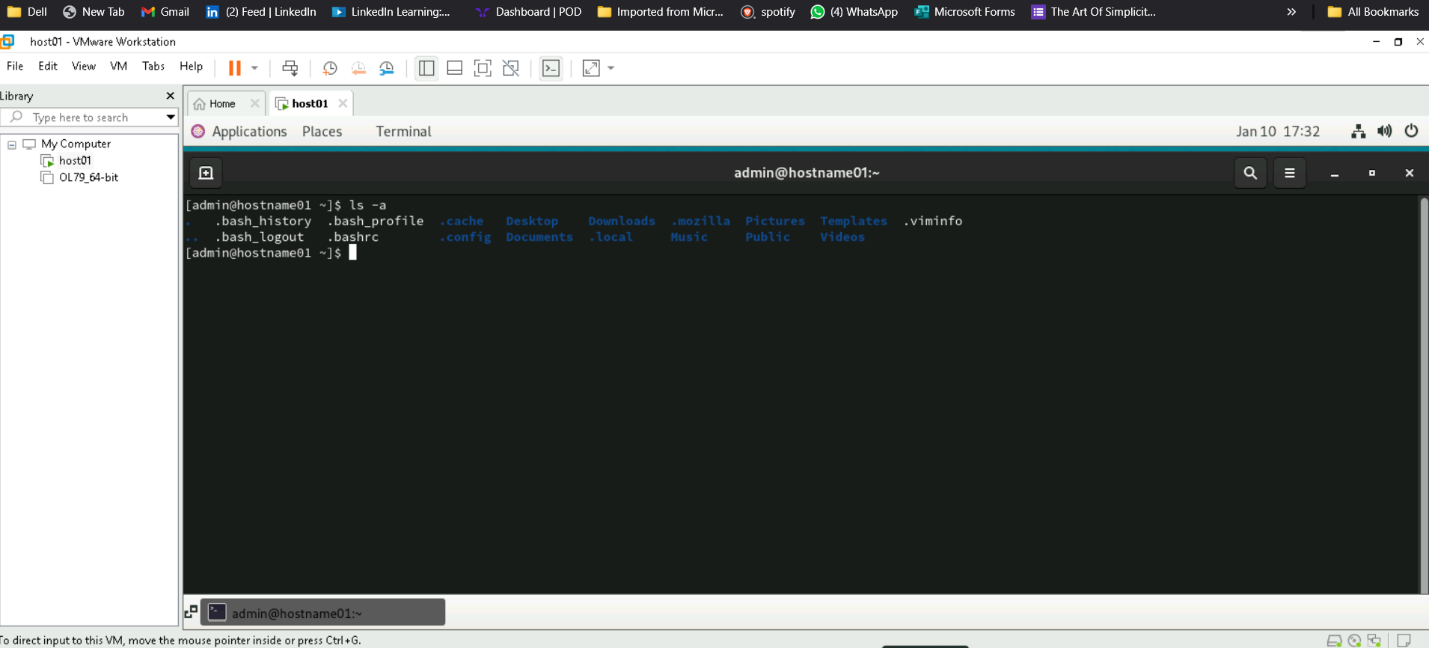 Dell New Tab Gmail (2) Feed | LinkedIn LinkedIn Learning:... Dashboard | POD Imported from Micr... spotify (4) WhatsApp Microsoft Forms The Art Of Simplicit... » All Bookmarks
host01 - VMware Workstation
File Edit View VM Tabs Help
Library
Home host01
Type here to search
Applications Places Terminal Jan 10 17:32
My Computer
host01
OL79_64-bit
admin@hostname01:~
[admin@hostname01 ~]$ ls -a
. .bash_history .bash_profile .cache Desktop Downloads .mozilla Pictures Templates .viminfo
.. .bash_logout .bashrc .config Documents .local Music Public Videos
[admin@hostname01 ~]$
admin@hostname01:~
To direct input to this VM, move the mouse pointer inside or press Ctrl+G.